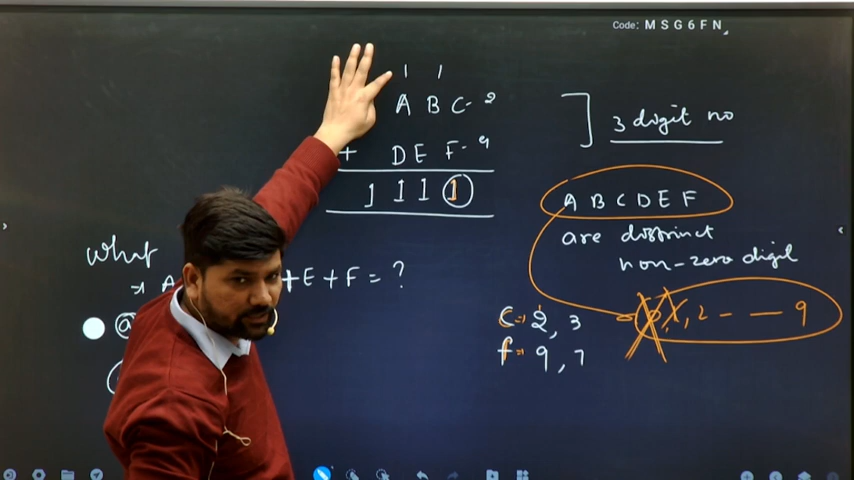 Code: M S G 6 F N
1 1
A B C - 2
] 3 digit no
+ D E F - 9
1 1 1 1
A B C D E F
are distinct
non-zero digit
What
→ A + E + F = ?
C → 2, 3
f → 9, 7
0, 1, 2 - - 9
a